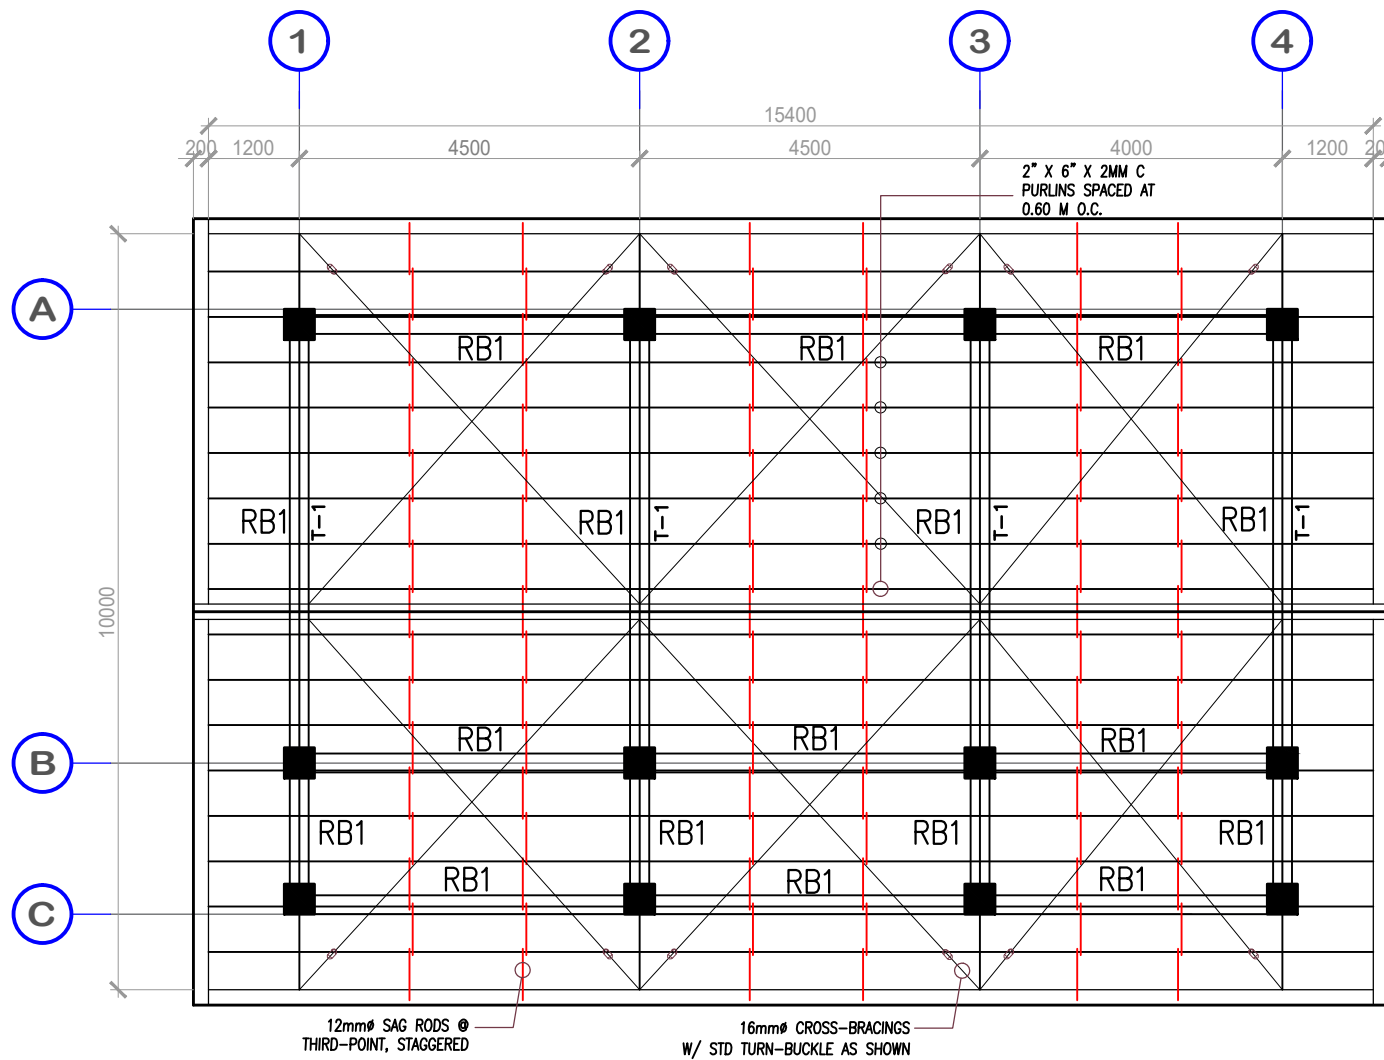 1 2 3 4
15400
200 1200 4500 4500 4000 1200
2" X 6" X 2MM C
PURLINS SPACED AT
0.60 M O.C.
A
RB1 RB1 RB1
RB1 T-1 RB1 T-1 RB1 T-1 RB1 T-1
10000
RB1 RB1 RB1
B
RB1 RB1 RB1 RB1
RB1 RB1 RB1
C
12mmø SAG RODS @
THIRD-POINT, STAGGERED
16mmø CROSS-BRACINGS
W/ STD TURN-BUCKLE AS SHOWN